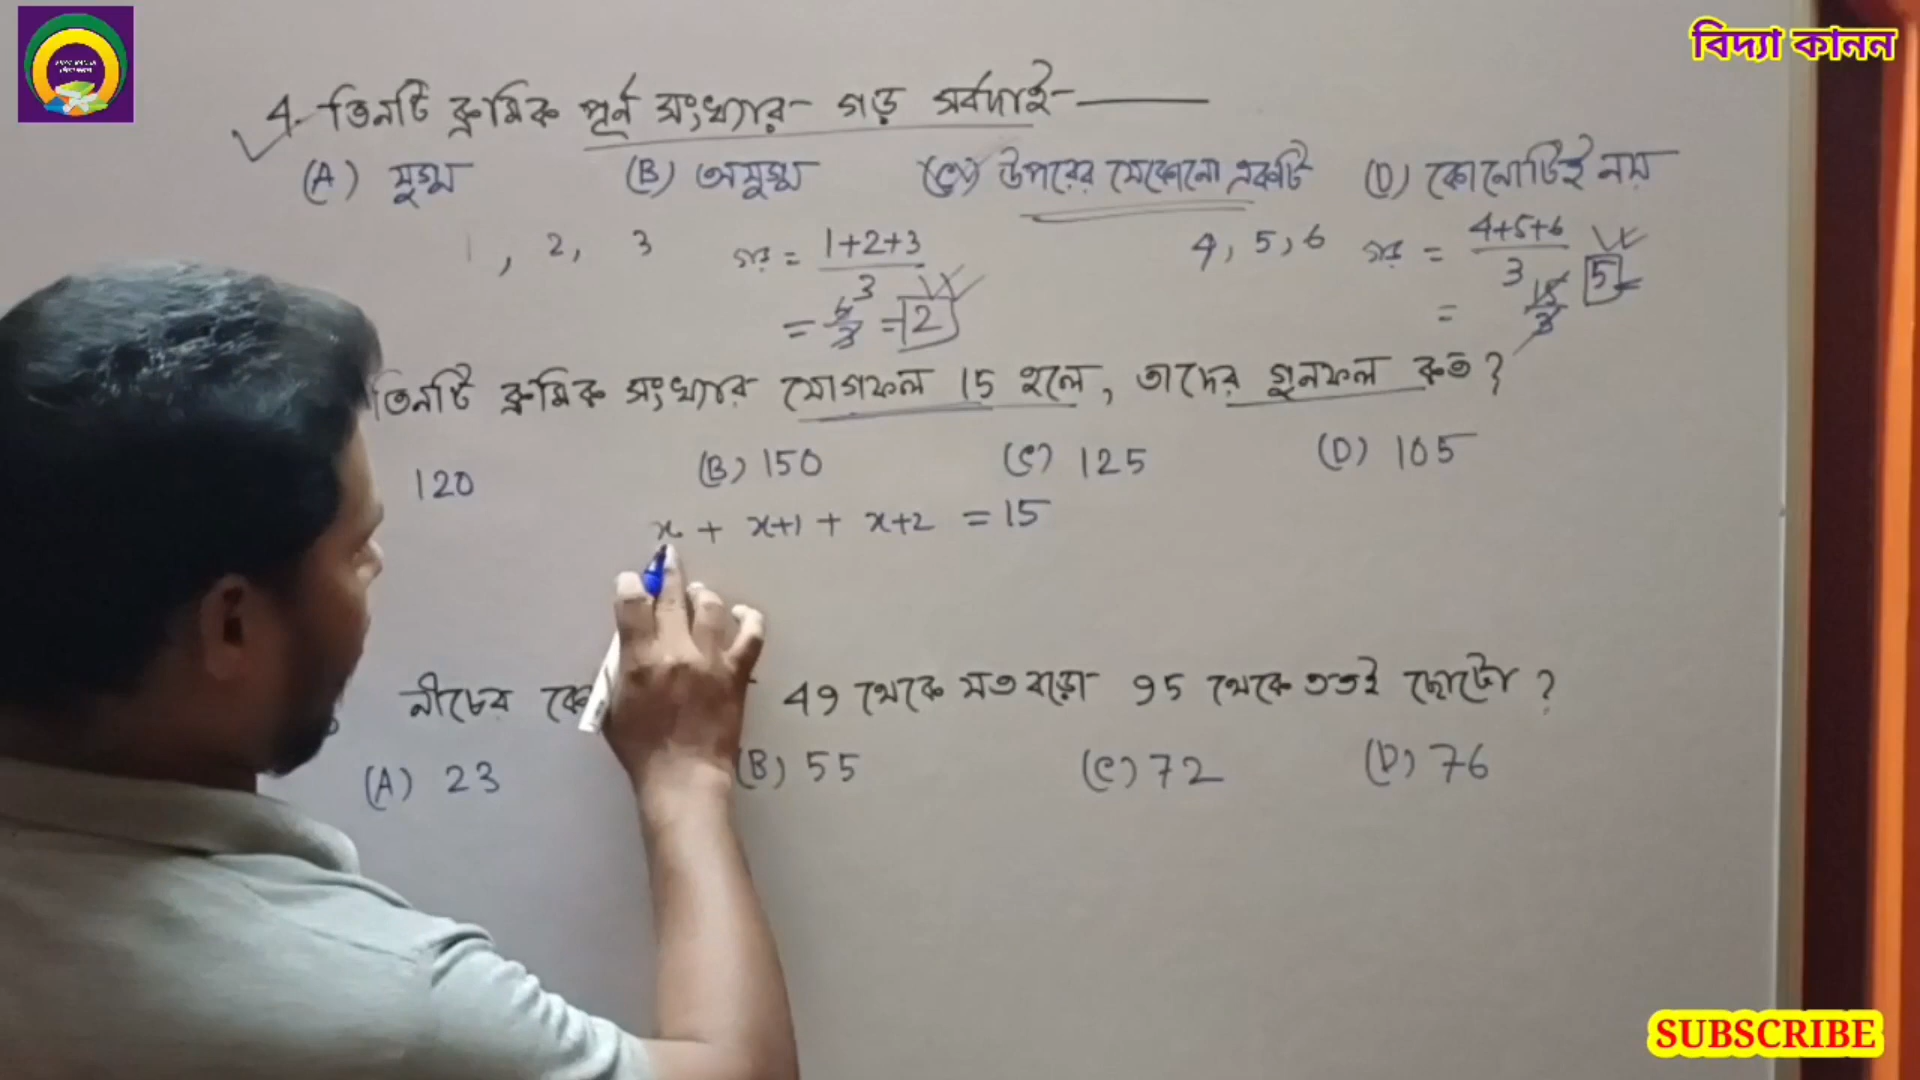 বিদ্যা কানন
4. তিনটি ক্রমিক পূর্ন সংখ্যার গড় সর্বদাই-
(A) যুগ্ম (B) অযুগ্ম (C) উপরের যেকোনো একটি (D) কোনোটিই নয়
1, 2, 3 গড় = 1+2+3 / 3 4, 5, 6 গড় = 4+5+6 / 3
= 6/3 = 2 = 15/3 5
তিনটি ক্রমিক সংখ্যার যোগফল 15 হলে, তাদের গুনফল কত?
120 (B) 150 (C) 125 (D) 105
x + x+1 + x+2 = 15
নীচের 49 থেকে যত বড়ো 95 থেকে ততই ছোটো?
(A) 23 (B) 55 (C) 72 (D) 76
SUBSCRIBE